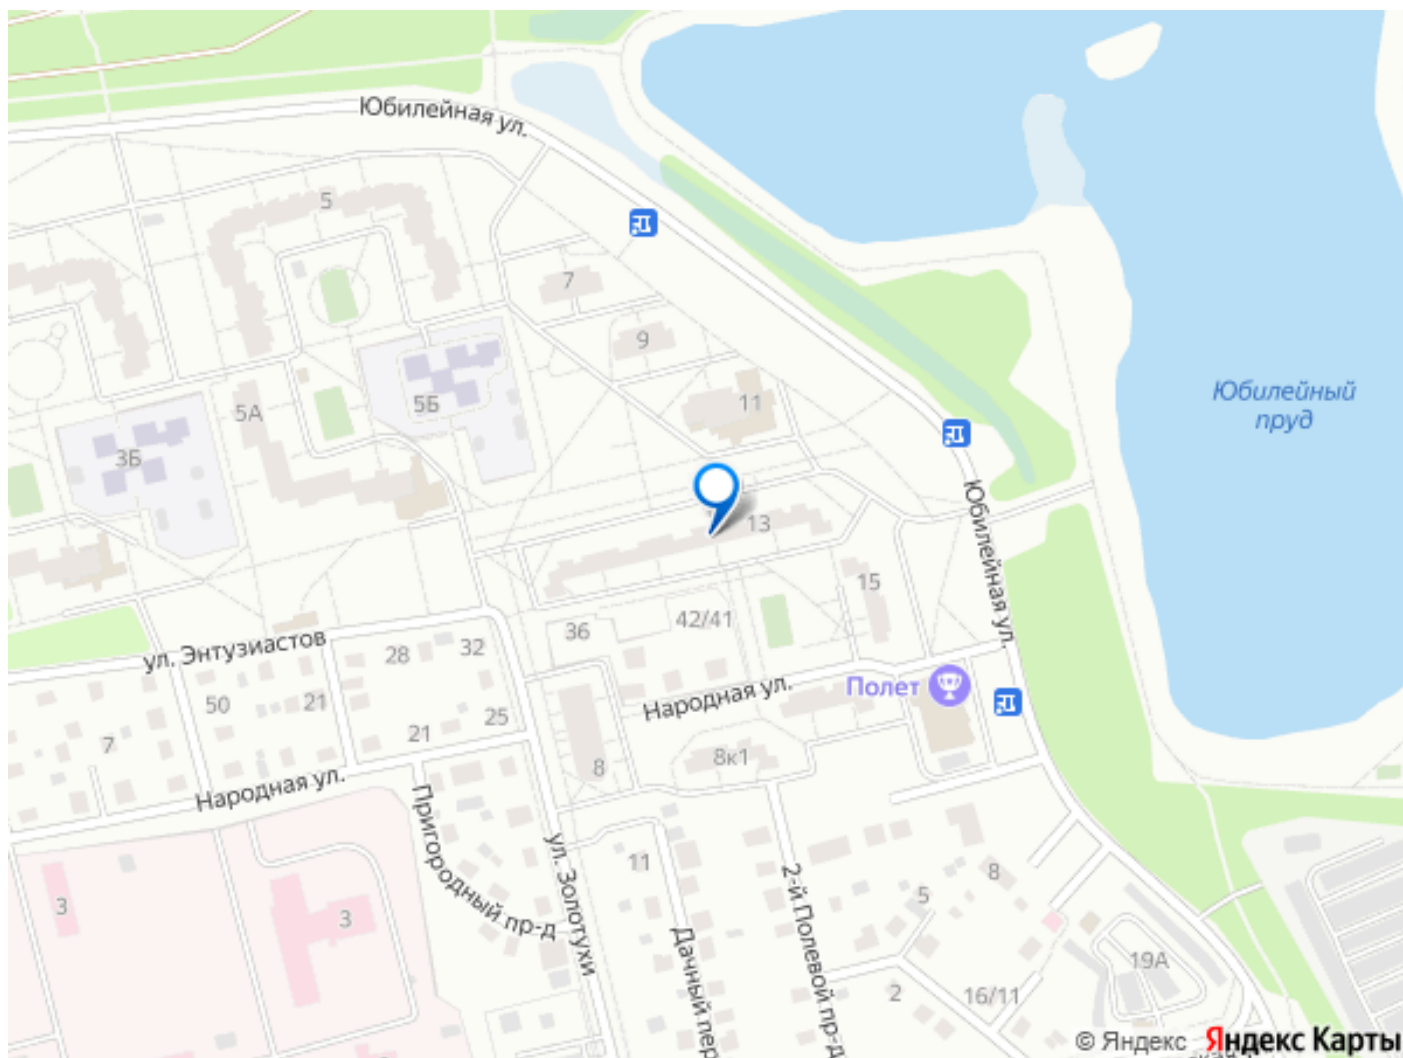 Юбилейная ул.
5
7
9
11
5Б
5А
3Б
Юбилейный
пруд
13
Юбилейная ул.
15
42/41
36
ул. Энтузиастов
28
32
50
21
25
21
7
Народная ул.
Полет
8к1
8
Народная ул.
Пригородный пр-д
ул. Золотухи
11
2-й Полевой пр-д
Дачный пер
3
3
5
8
2
16/11
19А
© Яндекс Яндекс Карты